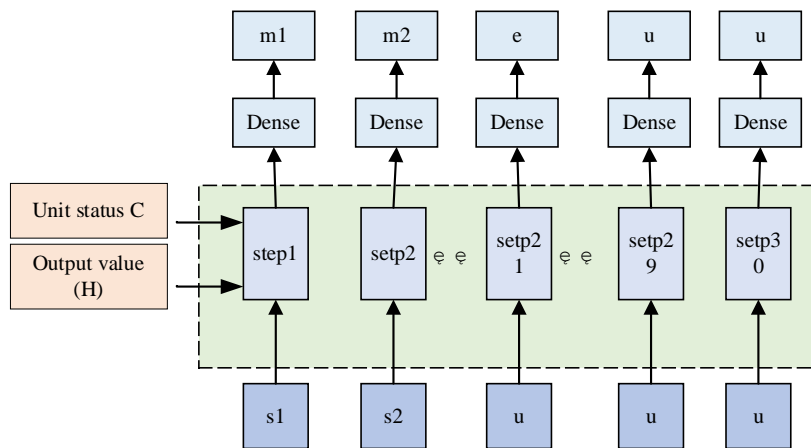 m1
m2
e
u
u
Dense
Dense
Dense
Dense
Dense
Unit status C
Output value
(H)
step1
setp2
ę ę
setp2
1
ę ę
setp2
9
setp3
0
s1
s2
u
u
u